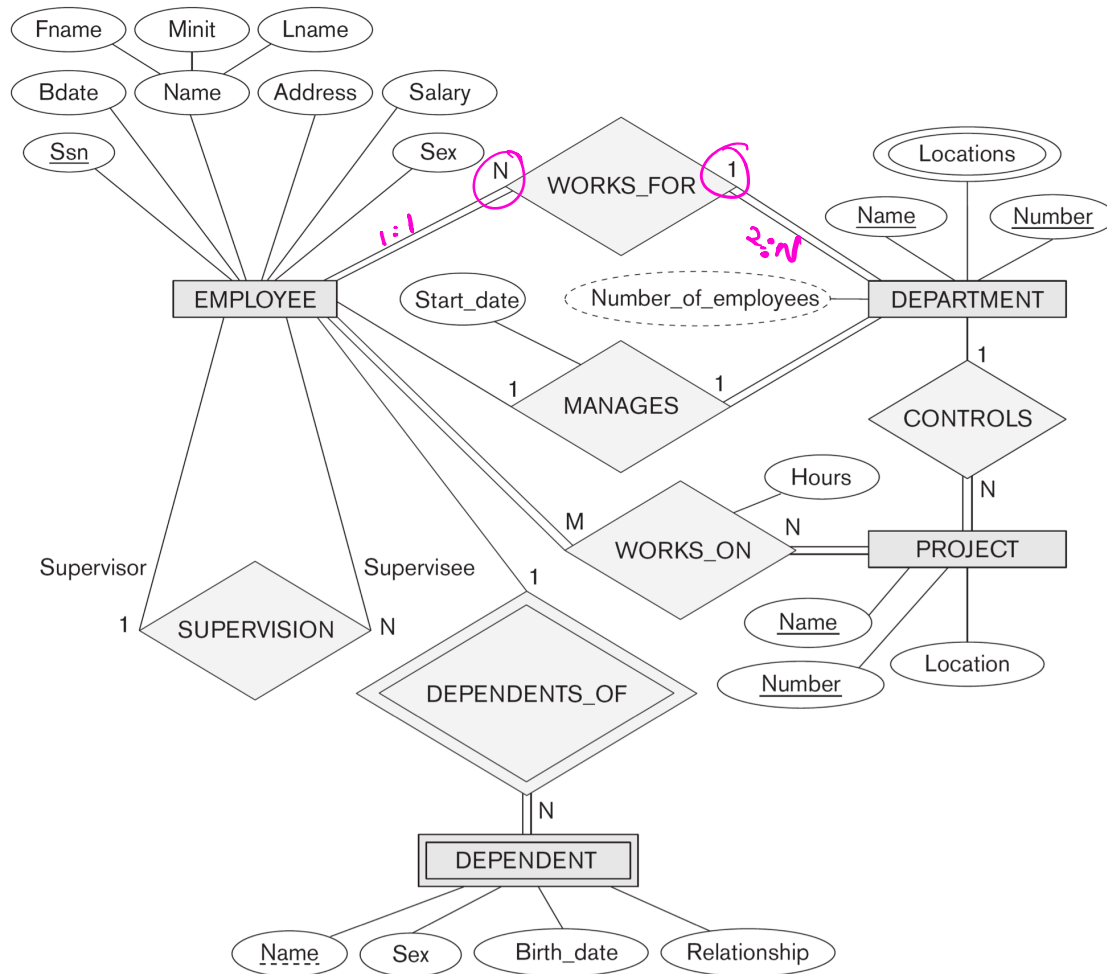 Fname Minit Lname
Bdate Name Address Salary
Ssn Sex
N WORKS_FOR 1
Locations
Name Number
1:1
2:N
EMPLOYEE Start_date Number_of_employees DEPARTMENT
1 MANAGES 1
1
CONTROLS
N
Hours
M WORKS_ON N
PROJECT
Supervisor Supervisee
1 SUPERVISION N
1
Name
Number
Location
DEPENDENTS_OF
N
DEPENDENT
Name Sex Birth_date Relationship